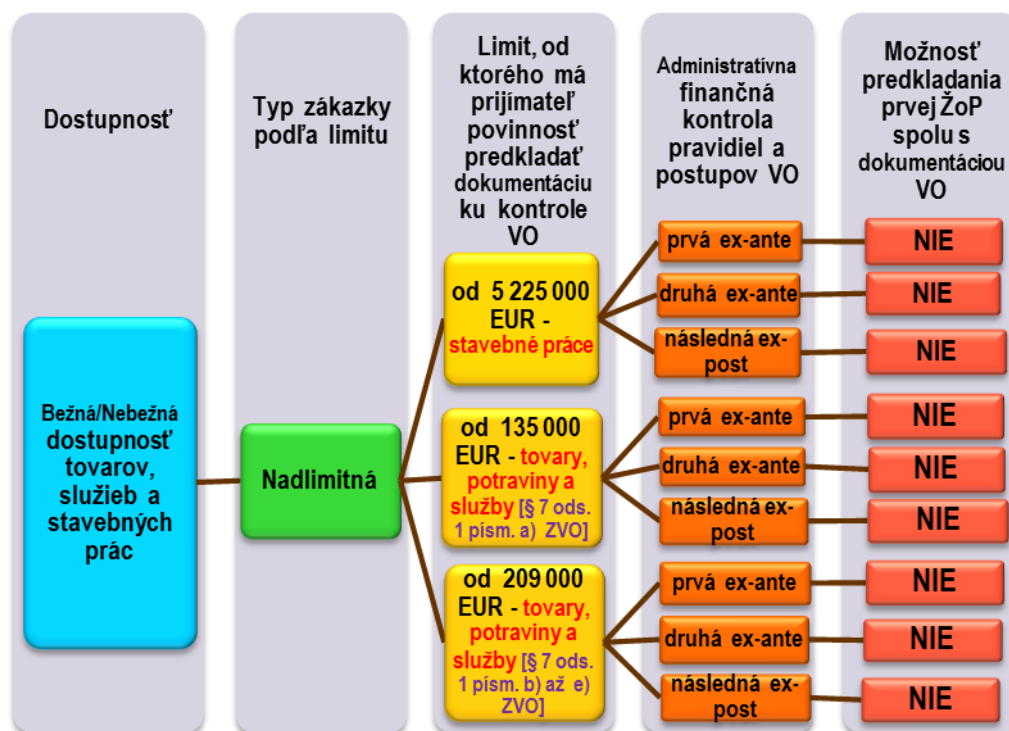 Dostupnosť
Typ zákazky
podľa limitu
Limit, od
ktorého má
prijímateľ
povinnosť
predkladať
dokumentáciu
ku kontrole
VO
Administratívna
finančná
kontrola
pravidiel a
postupov VO
Možnosť
predkladania
prvej ŽoP
spolu s
dokumentáciou
VO
Bežná/Nebežná
dostupnosť
tovarov,
služieb a
stavebných
prác
Nadlimitná
od 5 225 000
EUR -
stavebné práce
prvá ex-ante
NIE
druhá ex-ante
NIE
následná ex-
post
NIE
od 135 000
EUR - tovary,
potraviny a
služby [§ 7 ods.
1 písm. a) ZVO]
prvá ex-ante
NIE
druhá ex-ante
NIE
následná ex-
post
NIE
od 209 000
EUR - tovary,
potraviny a
služby [§ 7 ods.
1 písm. b) až e)
ZVO]
prvá ex-ante
NIE
druhá ex-ante
NIE
následná ex-
post
NIE